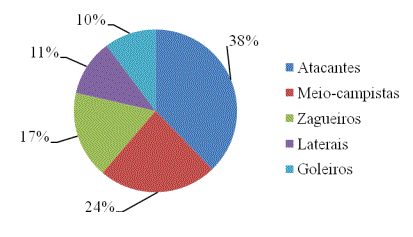 10%
38%
11%
17%
24%
Atacantes
Meio-campistas
Zagueiros
Laterais
Goleiros